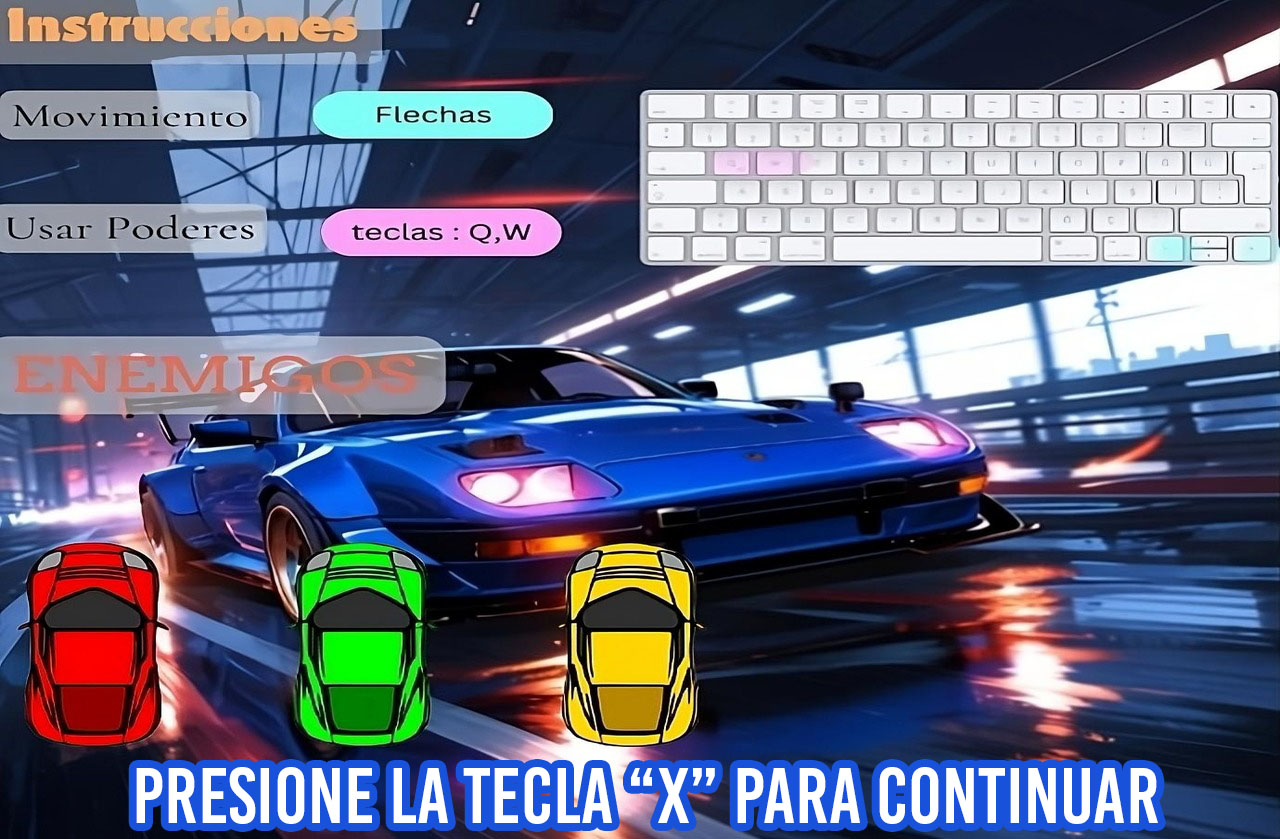 Instrucciones
Movimiento
Flechas
Usar Poderes
teclas : Q,W
ENEMIGOS
PRESIONE LA TECLA “X” PARA CONTINUAR